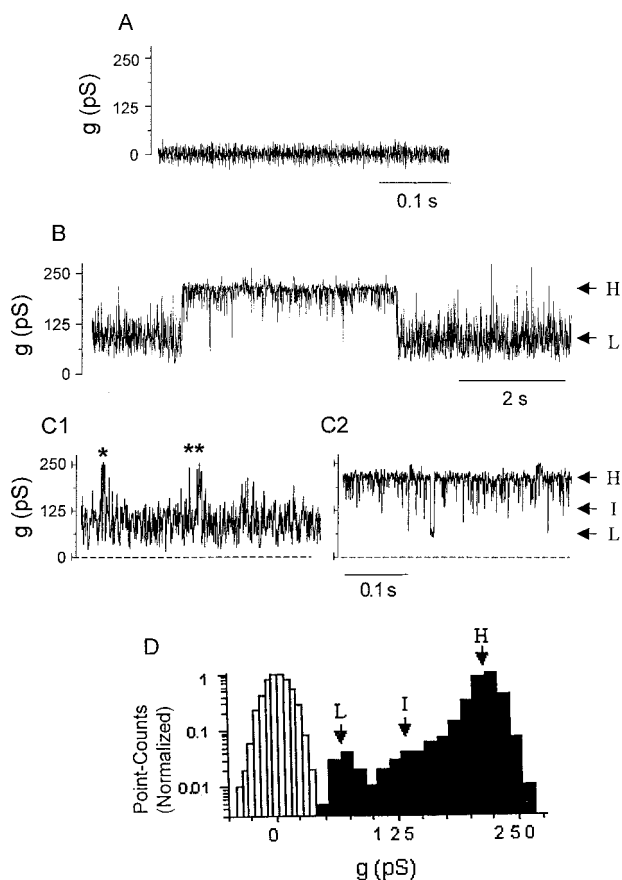 A
250
125
0
g (pS)
0.1 s
B
250
125
0
g (pS)
H
L
2 s
C1
C2
* **
250
125
0
g (pS)
H
I
L
0.1 s
D
1
0.1
0.01
Point-Counts
(Normalized)
L
I
H
0 125 250
g (pS)